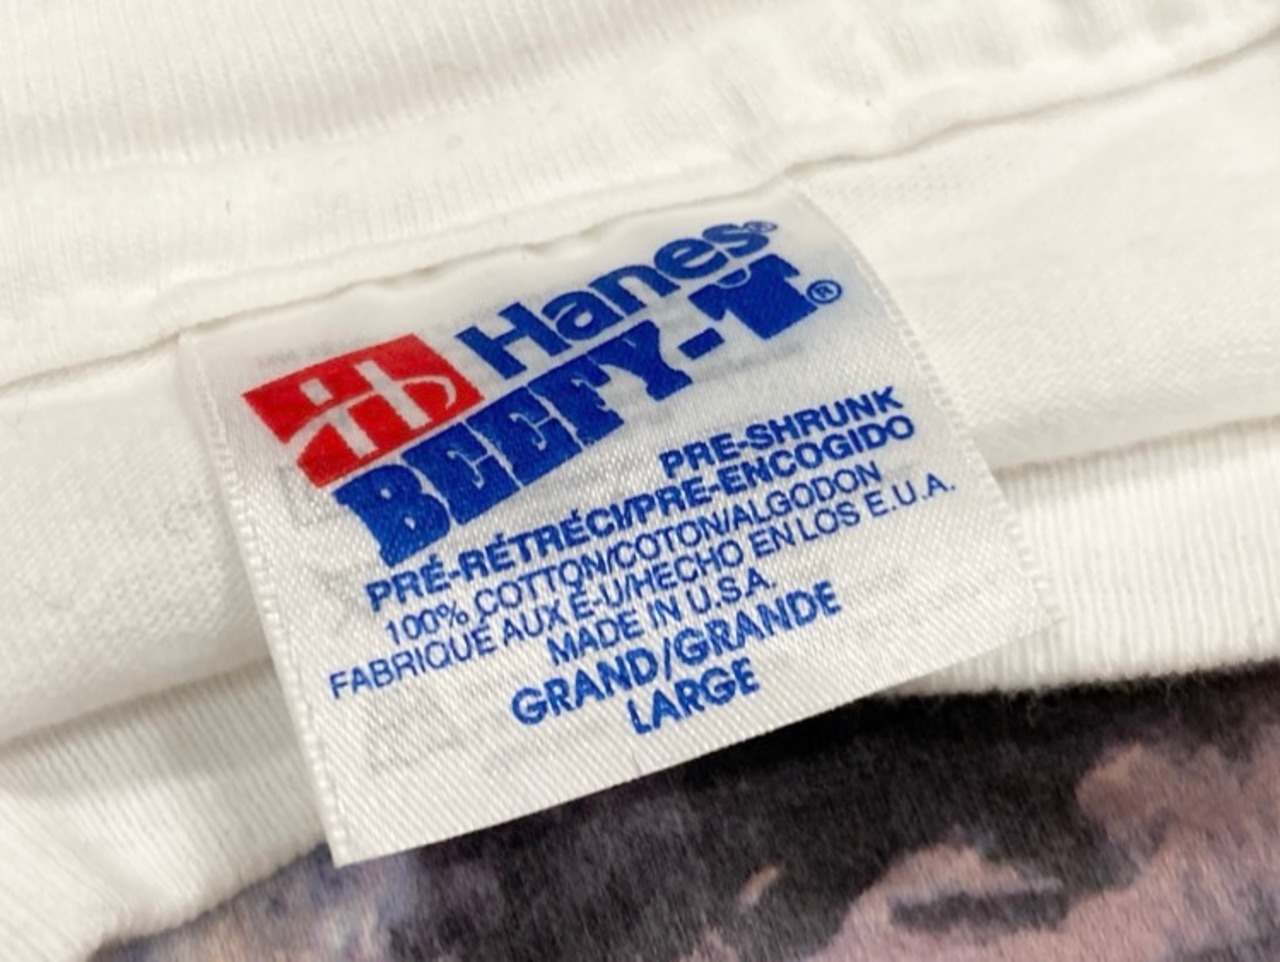 Hanes®
BEEFY-T®
PRE-SHRUNK
PRÉ-RÉTRÉCI/PRE-ENCOGIDO
100% COTTON/COTON/ALGODON
FABRIQUÉ AUX É-U/HECHO EN LOS E.U.A.
MADE IN U.S.A.
GRAND/GRANDE
LARGE